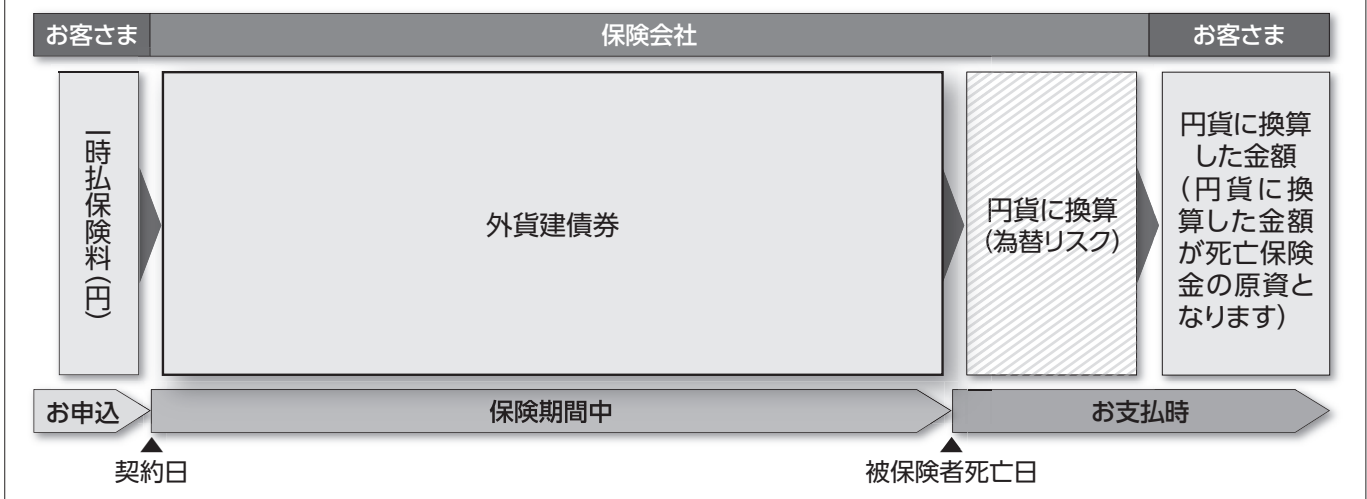 お客さま
保険会社
お客さま
一時払保険料(円)
外貨建債券
円貨に換算
(為替リスク)
円貨に換算
した金額
(円貨に換
算した金額
が死亡保険
金の原資と
なります)
お申込
保険期間中
お支払時
契約日
被保険者死亡日